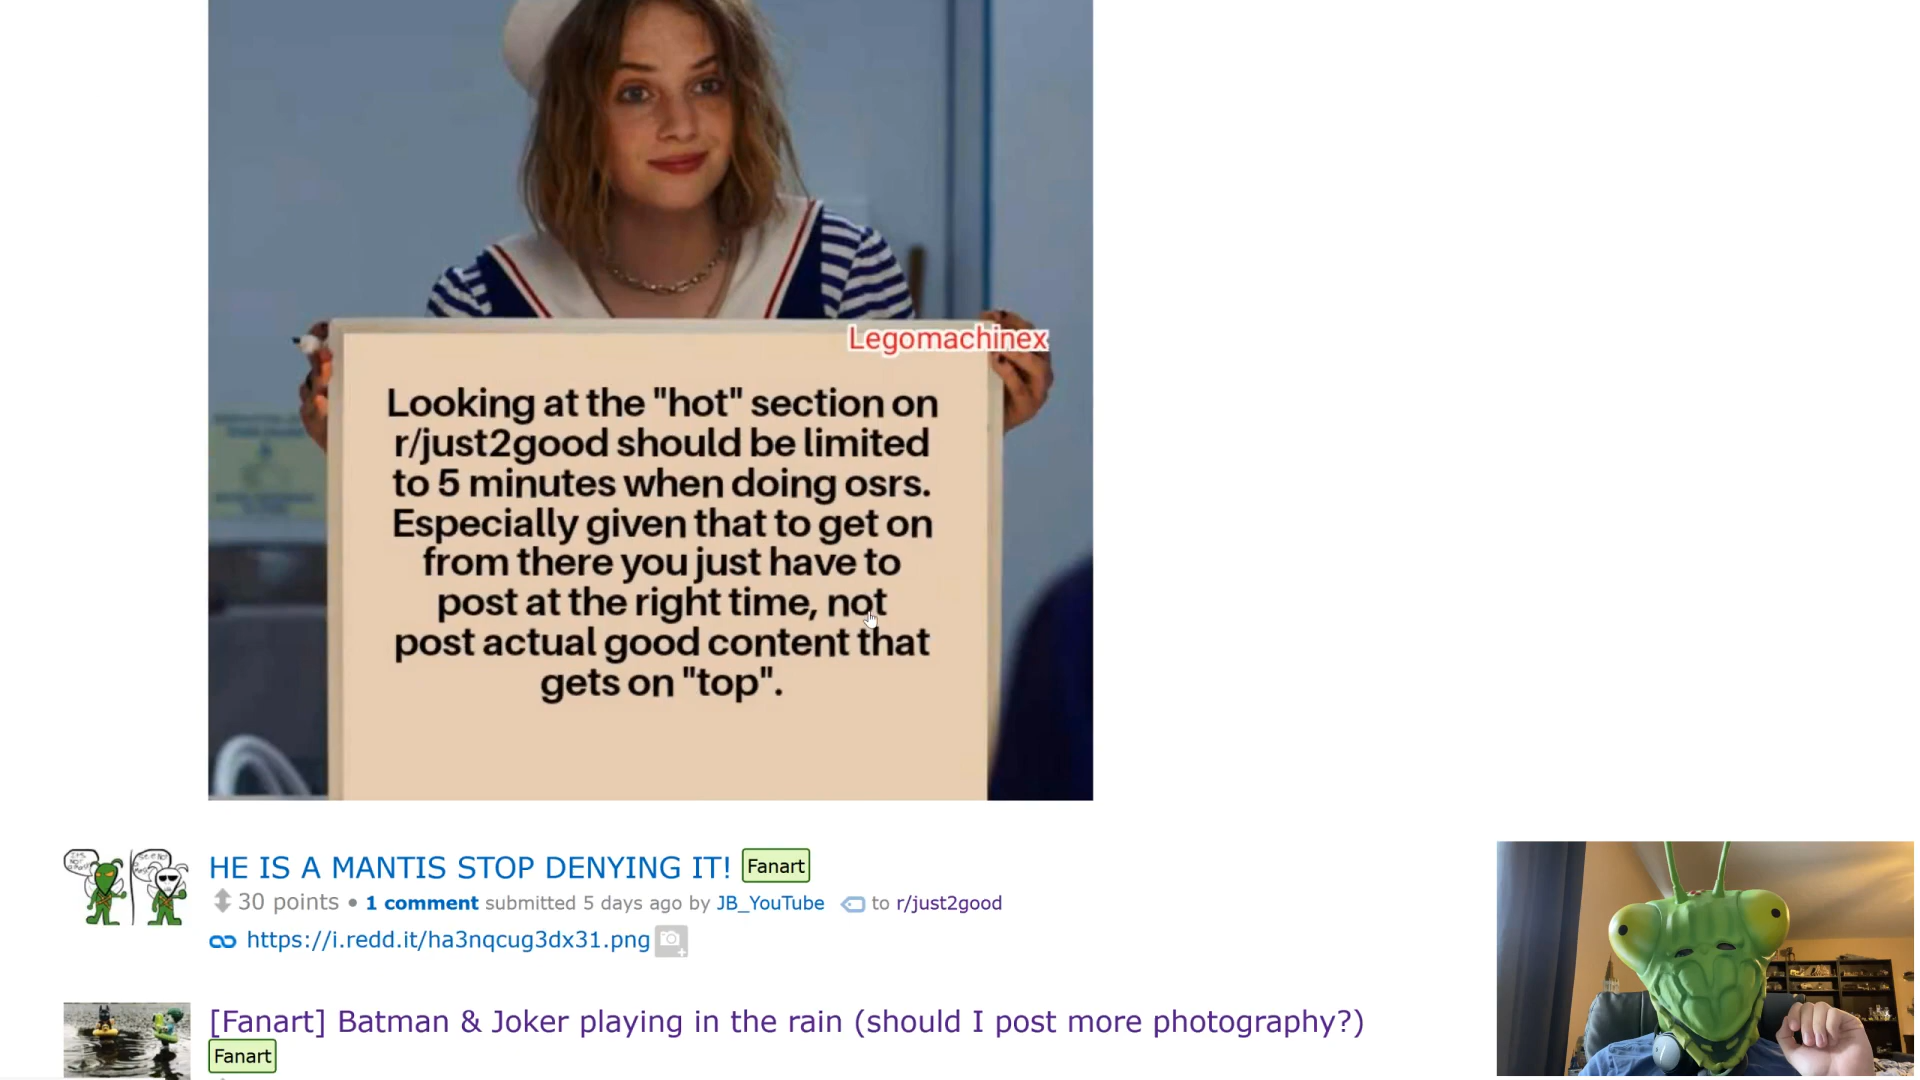 Legomachinex
Looking at the "hot" section on
r/just2good should be limited
to 5 minutes when doing osrs.
Especially given that to get on
from there you just have to
post at the right time, not
post actual good content that
gets on "top".
HE IS A MANTIS STOP DENYING IT! Fanart
30 points • 1 comment submitted 5 days ago by JB_YouTube to r/just2good
https://i.redd.it/ha3nqcug3dx31.png
[Fanart] Batman & Joker playing in the rain (should I post more photography?)
Fanart